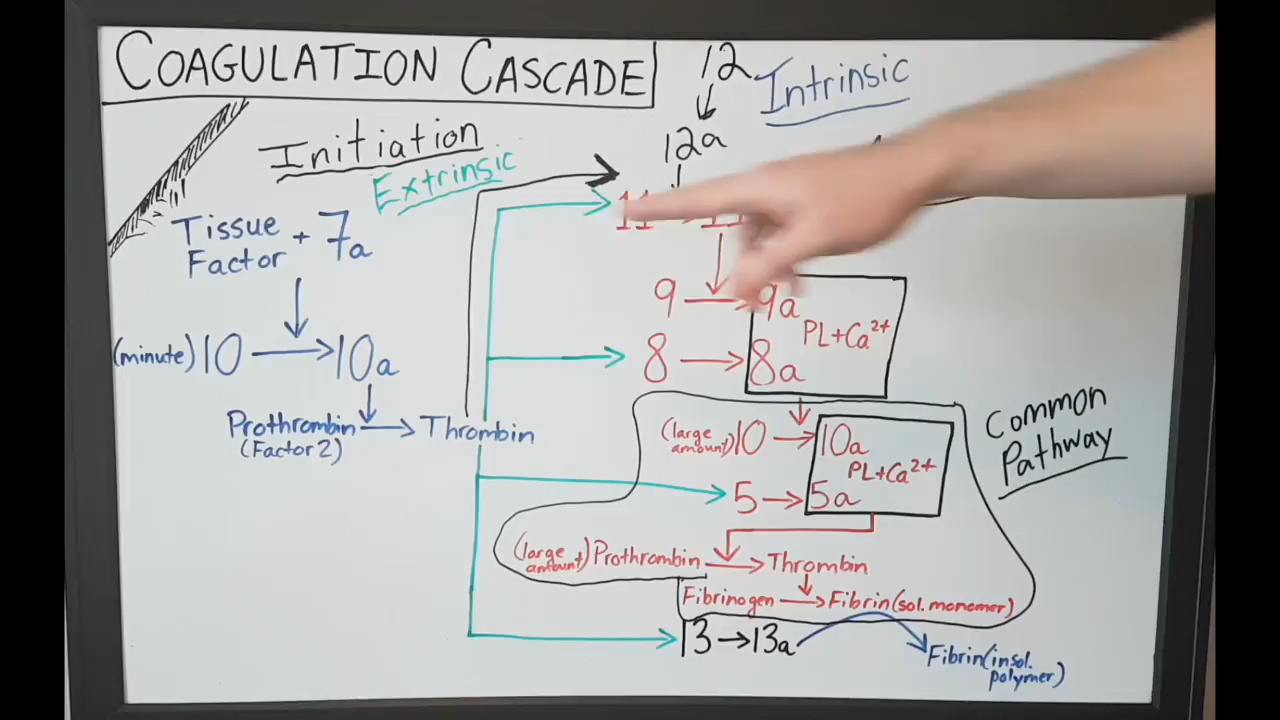 COAGULATION CASCADE
12
Intrinsic
12a
Initiation
Extrinsic
Tissue Factor + 7a
11
(minute) 10 → 10a
Prothrombin → Thrombin
(Factor 2)
9 → 9a
PL+Ca²⁺
8 → 8a
Common
Pathway
(large amount) 10 → 10a
PL+Ca²⁺
5 → 5a
(large amount) Prothrombin → Thrombin
Fibrinogen → Fibrin (sol. monomer)
13 → 13a
Fibrin (insol.
polymer)